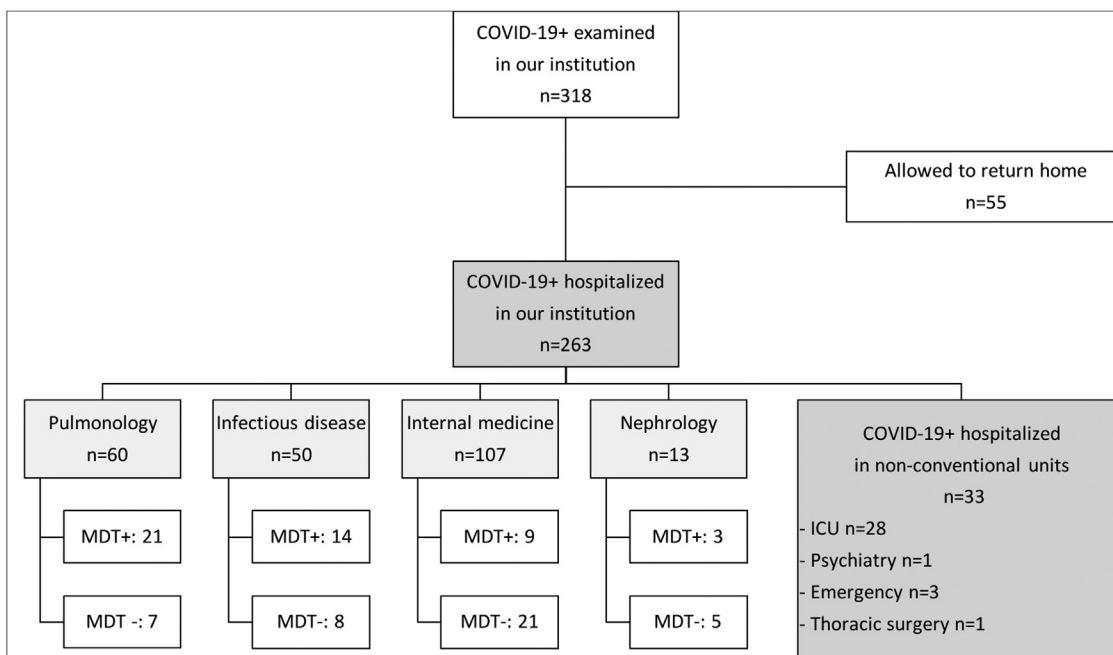 COVID-19+ examined
in our institution
n=318
Allowed to return home
n=55
COVID-19+ hospitalized
in our institution
n=263
Pulmonology
n=60
Infectious disease
n=50
Internal medicine
n=107
Nephrology
n=13
COVID-19+ hospitalized
in non-conventional units
n=33
- ICU n=28
- Psychiatry n=1
- Emergency n=3
- Thoracic surgery n=1
MDT+: 21
MDT+: 14
MDT+: 9
MDT+: 3
MDT -: 7
MDT-: 8
MDT-: 21
MDT-: 5